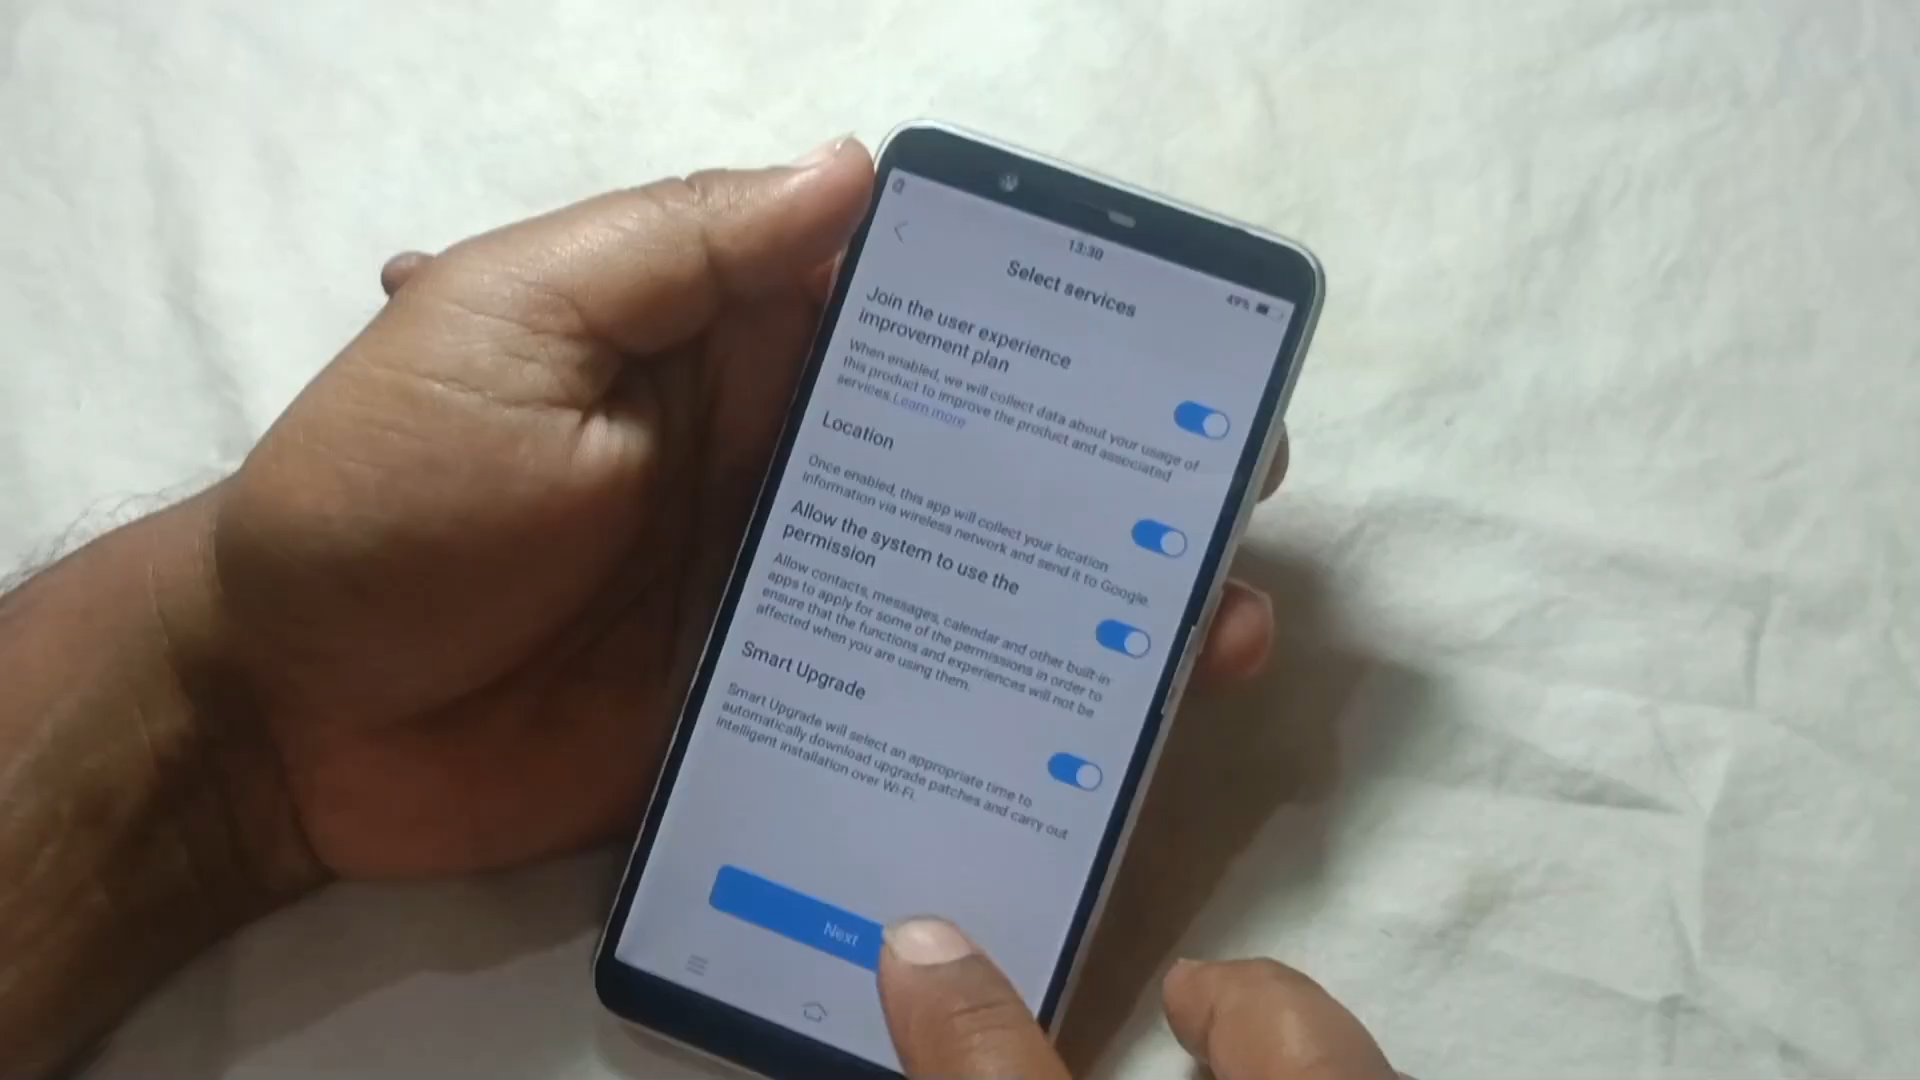 13:30
49%
Select services
Join the user experience
improvement plan
When enabled, we will collect data about your usage of
this product to improve the product and associated
services.Learn more
Location
Once enabled, this app will collect your location
information via wireless network and send it to Google.
Allow the system to use the
permission
Allow contacts, messages, calendar and other built-in
apps to apply for some of the permissions in order to
ensure that the functions and experiences will not be
affected when you are using them.
Smart Upgrade
Smart Upgrade will select an appropriate time to
automatically download upgrade patches and carry out
intelligent installation over Wi-Fi.
Next